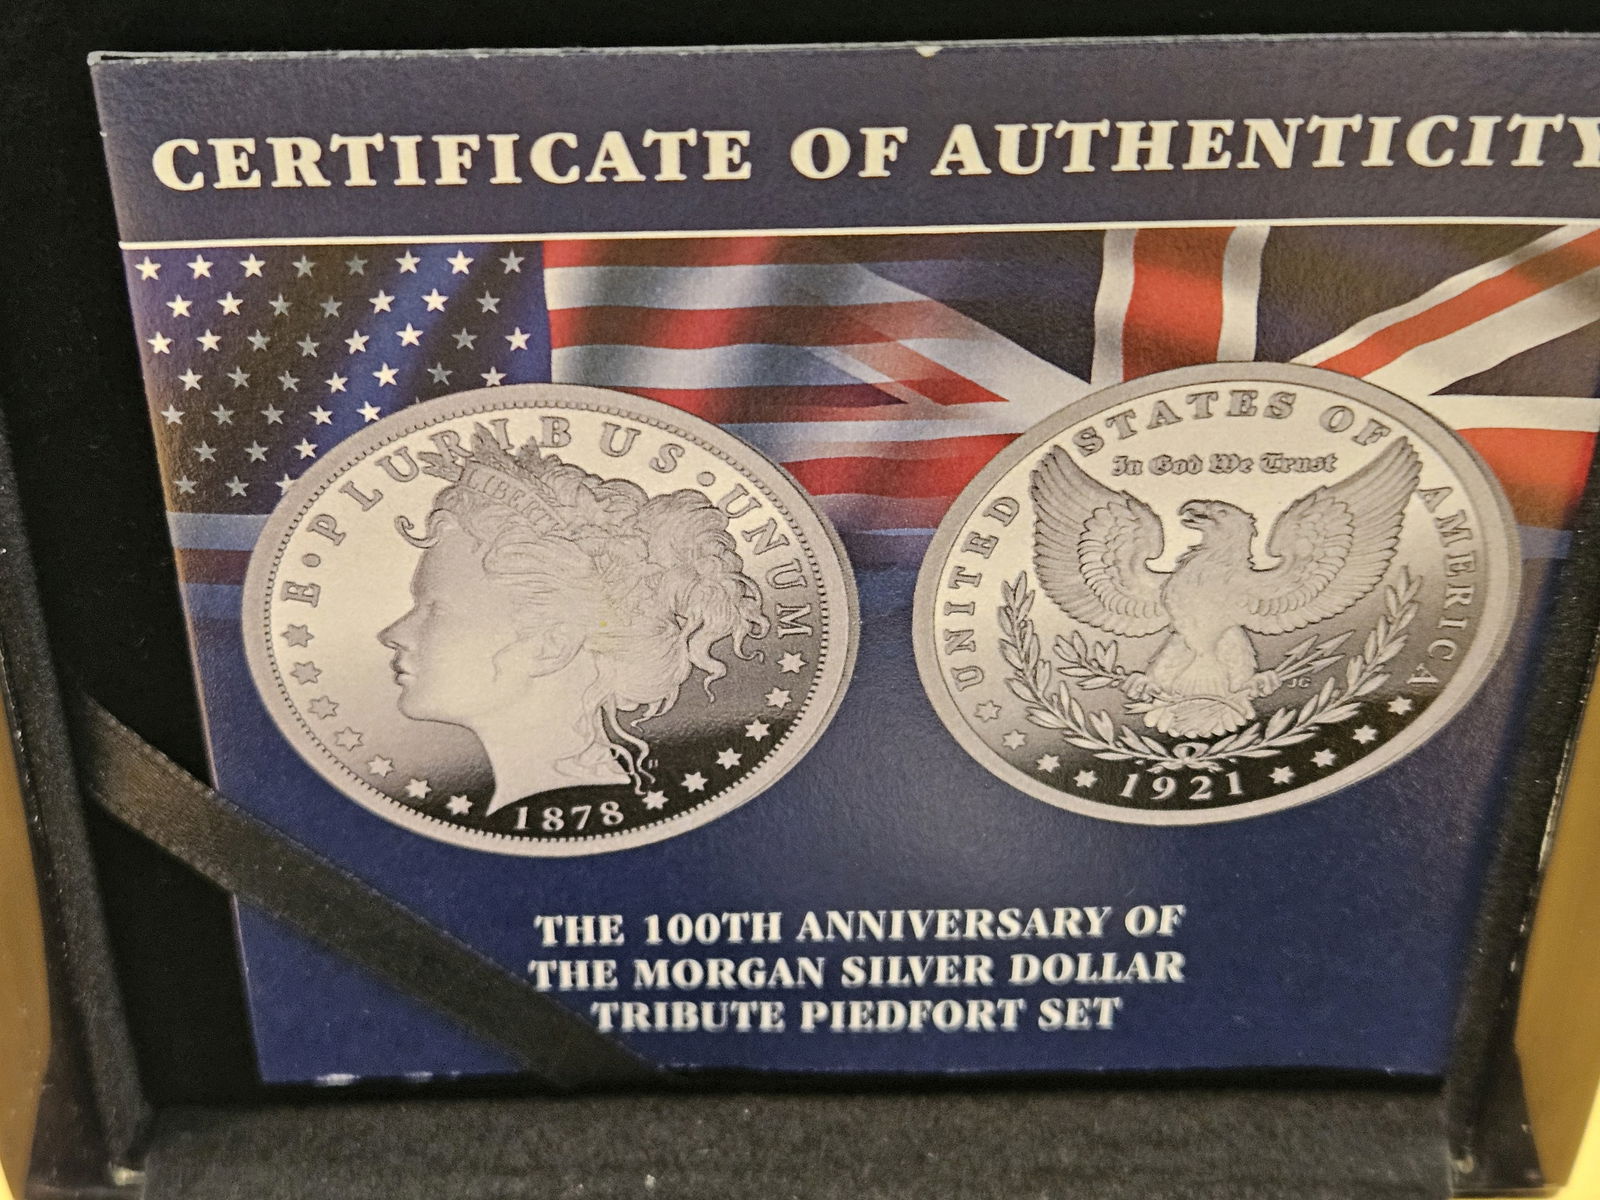 CERTIFICATE OF AUTHENTICITY
E·PLURIBUS·UNUM
LIBERTY
1878
UNITED STATES OF AMERICA
In God We Trust
JG
1921
THE 100TH ANNIVERSARY OF
THE MORGAN SILVER DOLLAR
TRIBUTE PIEDFORT SET